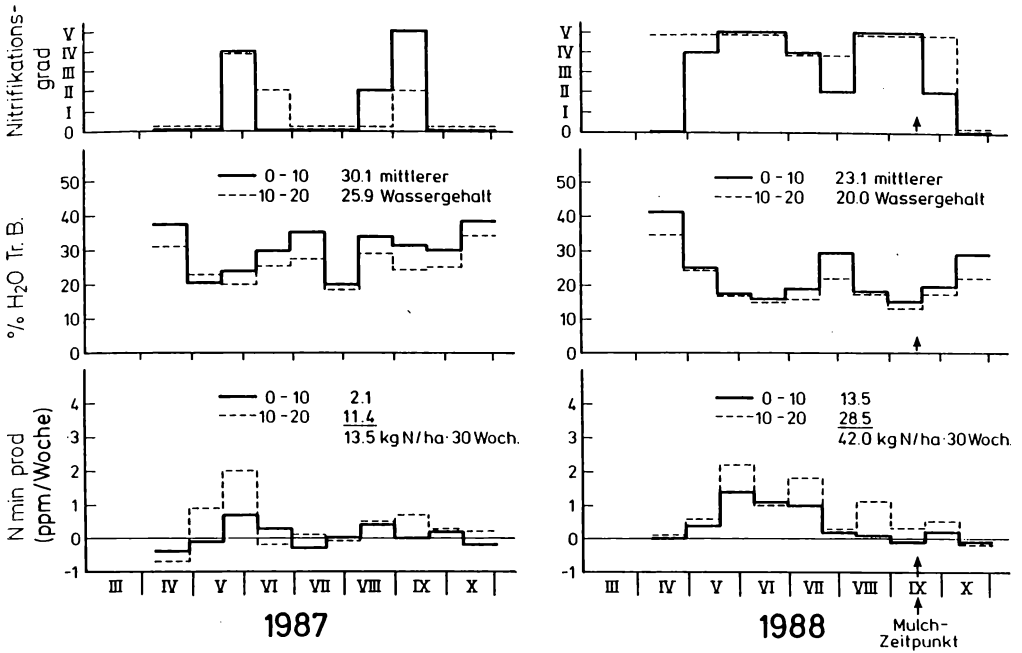 Nitrifikations-
grad
V
IV
III
II
I
0
V
IV
III
II
I
0
% H2O Tr. B.
50
40
30
20
10
0
0 - 10 30.1 mittlerer
10 - 20 25.9 Wassergehalt
50
40
30
20
10
0
0 - 10 23.1 mittlerer
10 - 20 20.0 Wassergehalt
N min prod
(ppm/Woche)
4
3
2
1
0
-1
0 - 10 2.1
10 - 20 11.4
13.5 kg N/ha·30 Woch.
4
3
2
1
0
-1
0 - 10 13.5
10 - 20 28.5
42.0 kg N/ha·30 Woch.
III IV V VI VII VIII IX X
III IV V VI VII VIII IX X
1987
1988
Mulch-
Zeitpunkt